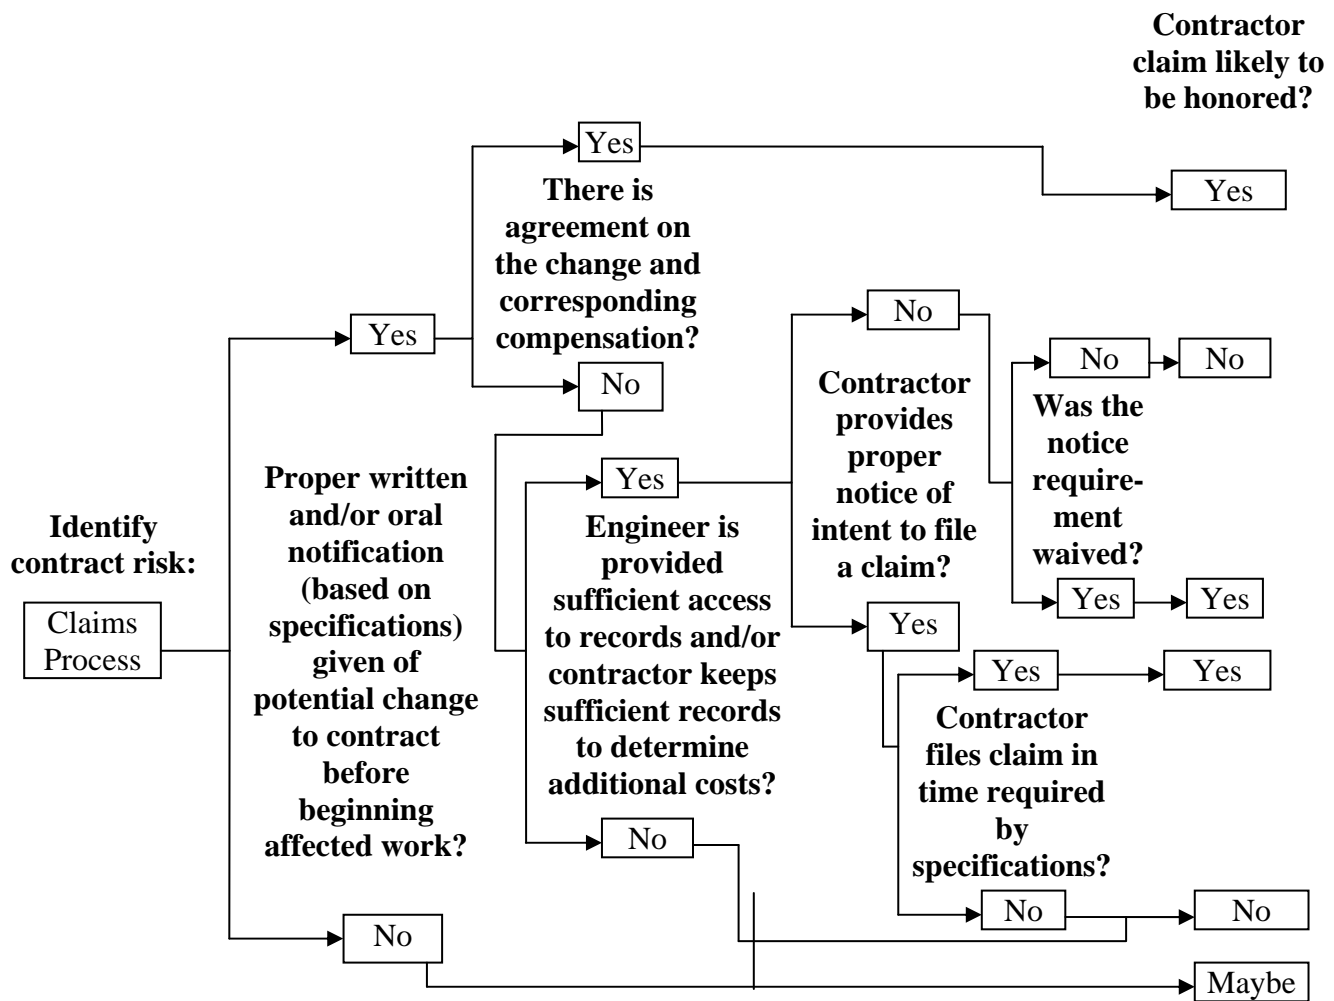 Contractor
claim likely to
be honored?
Yes
Yes
There is
agreement on
the change and
corresponding
compensation?
No
Yes
No
Contractor
provides
proper
notice of
intent to file
a claim?
Yes
No
No
Was the
notice
require-
ment
waived?
Yes
Yes
Proper written
and/or oral
notification
(based on
specifications)
given of
potential change
to contract
before
beginning
affected work?
Yes
Engineer is
provided
sufficient access
to records and/or
contractor keeps
sufficient records
to determine
additional costs?
No
Identify
contract risk:
Claims
Process
Yes
Yes
Contractor
files claim in
time required
by
specifications?
No
No
No
Maybe